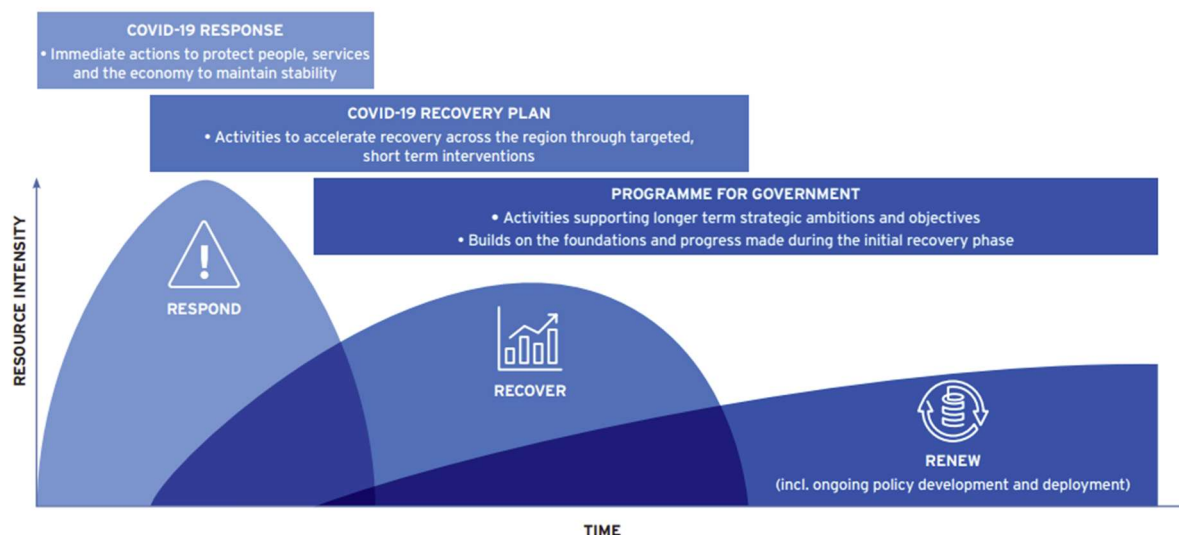 COVID-19 RESPONSE
• Immediate actions to protect people, services
and the economy to maintain stability
COVID-19 RECOVERY PLAN
• Activities to accelerate recovery across the region through targeted,
short term interventions
PROGRAMME FOR GOVERNMENT
• Activities supporting longer term strategic ambitions and objectives
• Builds on the foundations and progress made during the initial recovery phase
RESOURCE INTENSITY
RESPOND
RECOVER
RENEW
(incl. ongoing policy development and deployment)
TIME